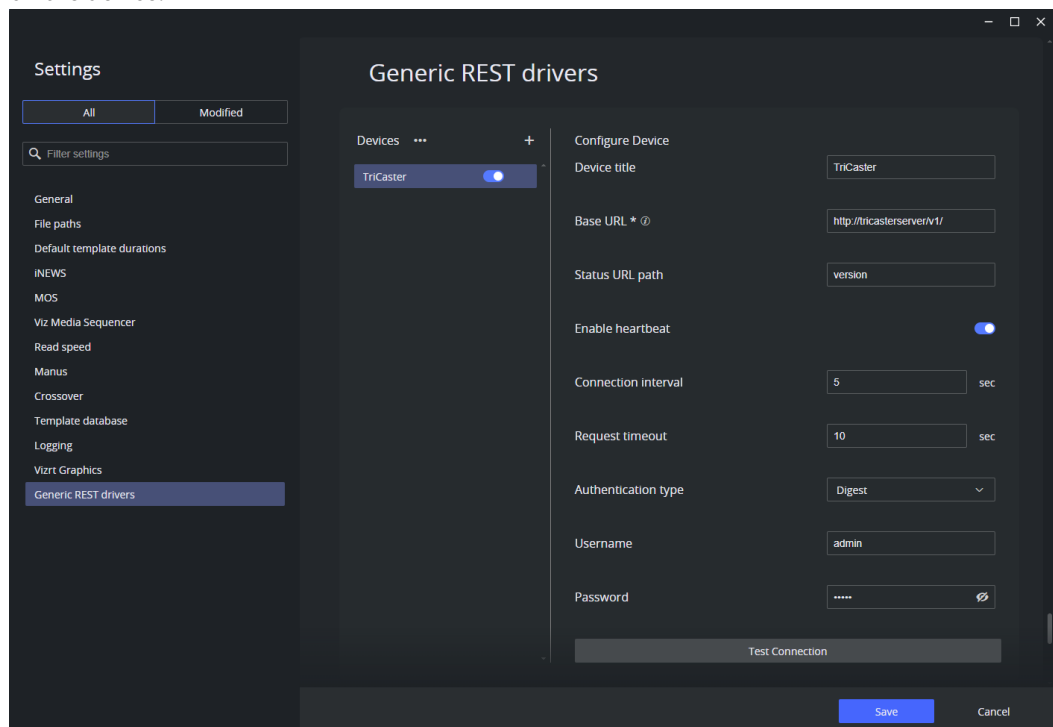 Settings
All Modified
Filter settings
General
File paths
Default template durations
iNEWS
MOS
Viz Media Sequencer
Read speed
Manus
Crossover
Template database
Logging
Vizrt Graphics
Generic REST drivers
Generic REST drivers
Devices ••• +
TriCaster
Configure Device
Device title TriCaster
Base URL * http://tricasterserver/v1/
Status URL path version
Enable heartbeat
Connection interval 5 sec
Request timeout 10 sec
Authentication type Digest
Username admin
Password •••••
Test Connection
Save Cancel